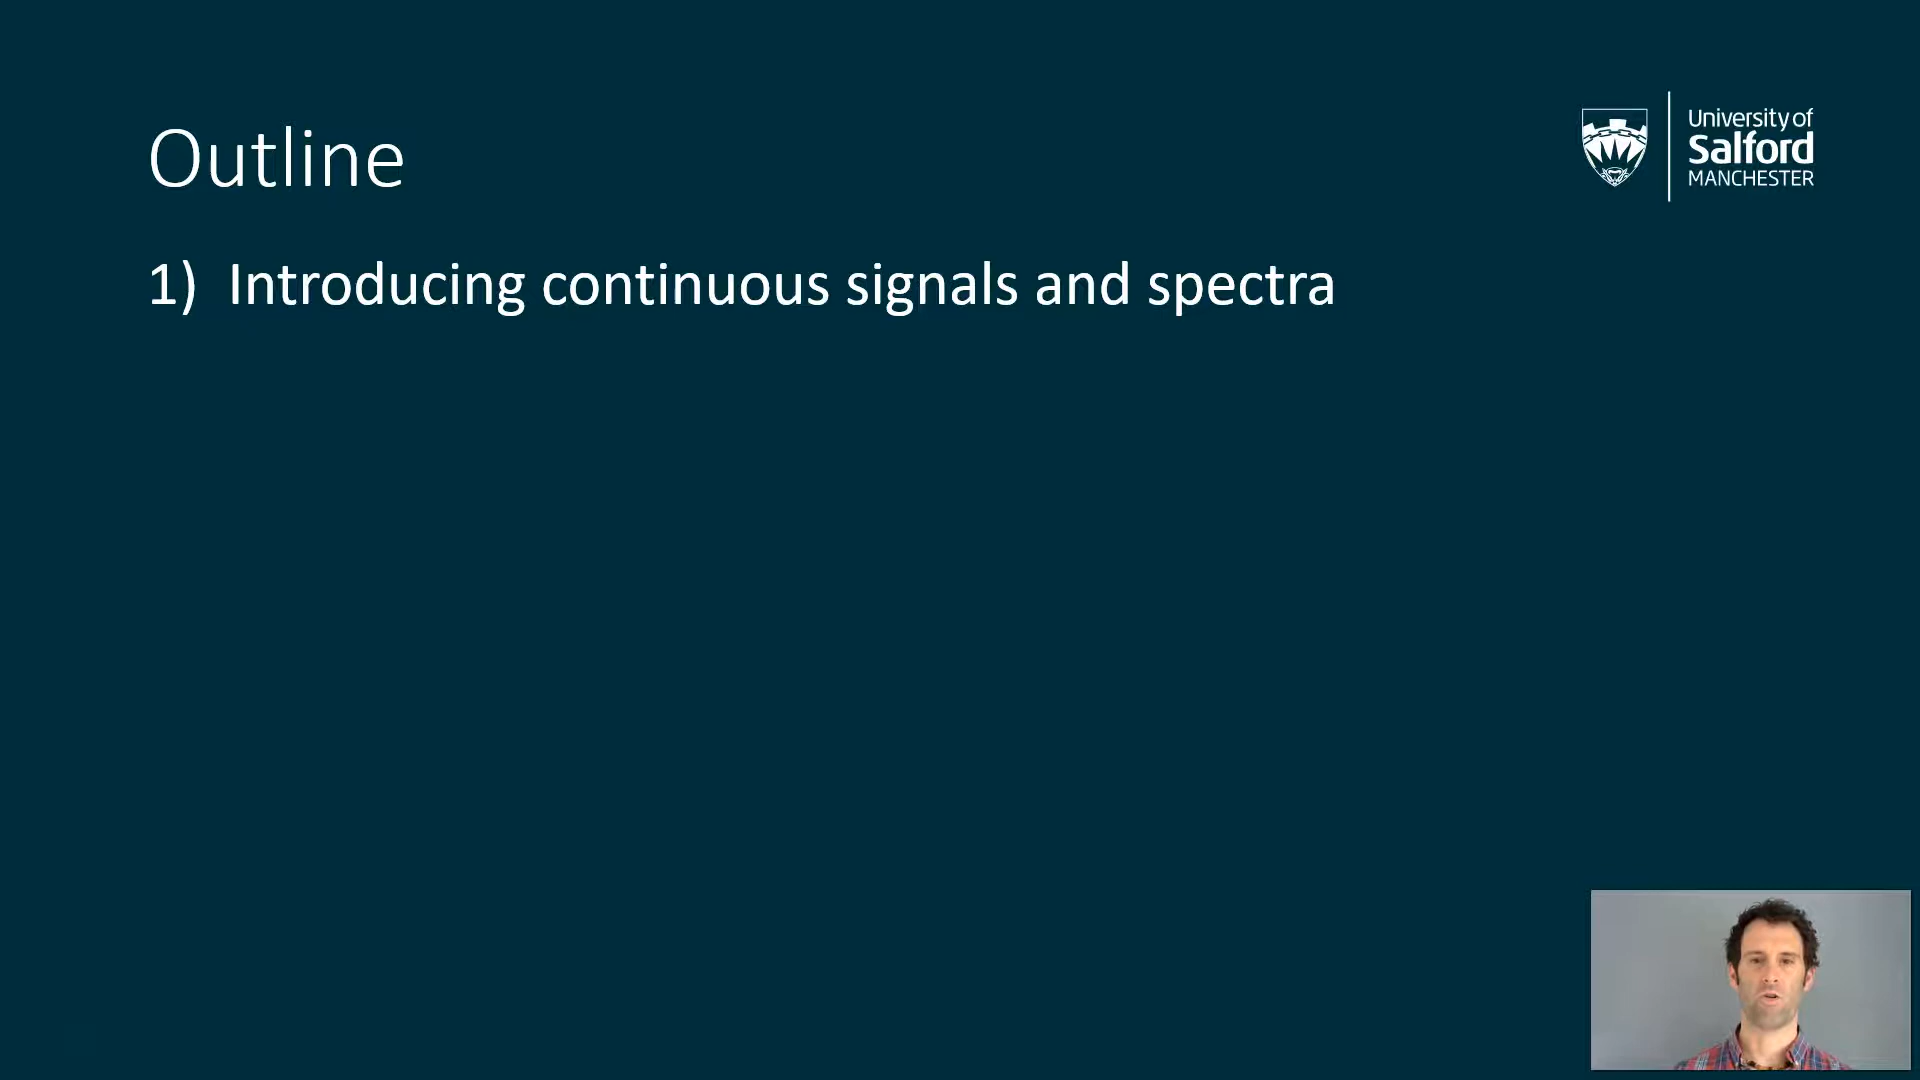 Outline
University of
Salford
MANCHESTER
1) Introducing continuous signals and spectra